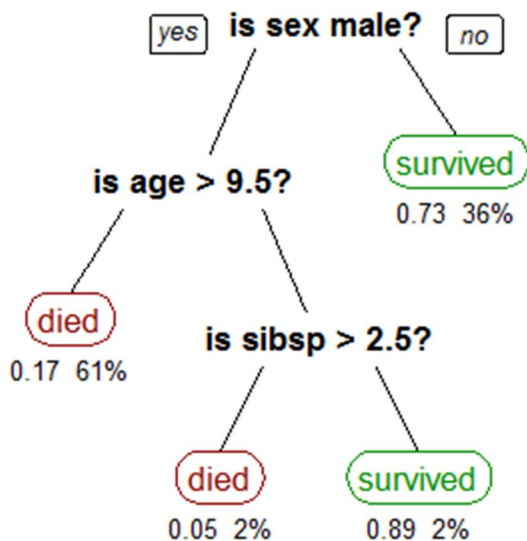 yes is sex male? no
survived
is age > 9.5?
0.73 36%
died
is sibsp > 2.5?
0.17 61%
died survived
0.05 2% 0.89 2%